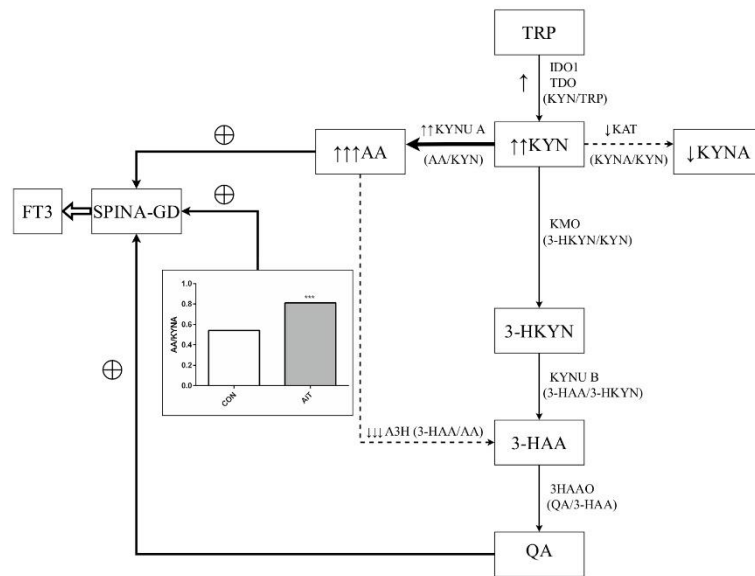 TRP
↑
IDO1
TDO
(KYN/TRP)
⊕
↑↑↑AA
↑↑KYNU A
(AA/KYN)
↑↑KYN
↓KAT
(KYNA/KYN)
↓KYNA
FT3
SPINA-GD
⊕
KMO
(3-HKYN/KYN)
AA/KYNA
1.0
0.8
0.6
0.4
0.2
0.0
***
CON
AIT
3-HKYN
⊕
KYNU B
(3-HAA/3-HKYN)
↓↓↓A3H (3-HAA/AA)
3-HAA
3HAAO
(QA/3-HAA)
QA